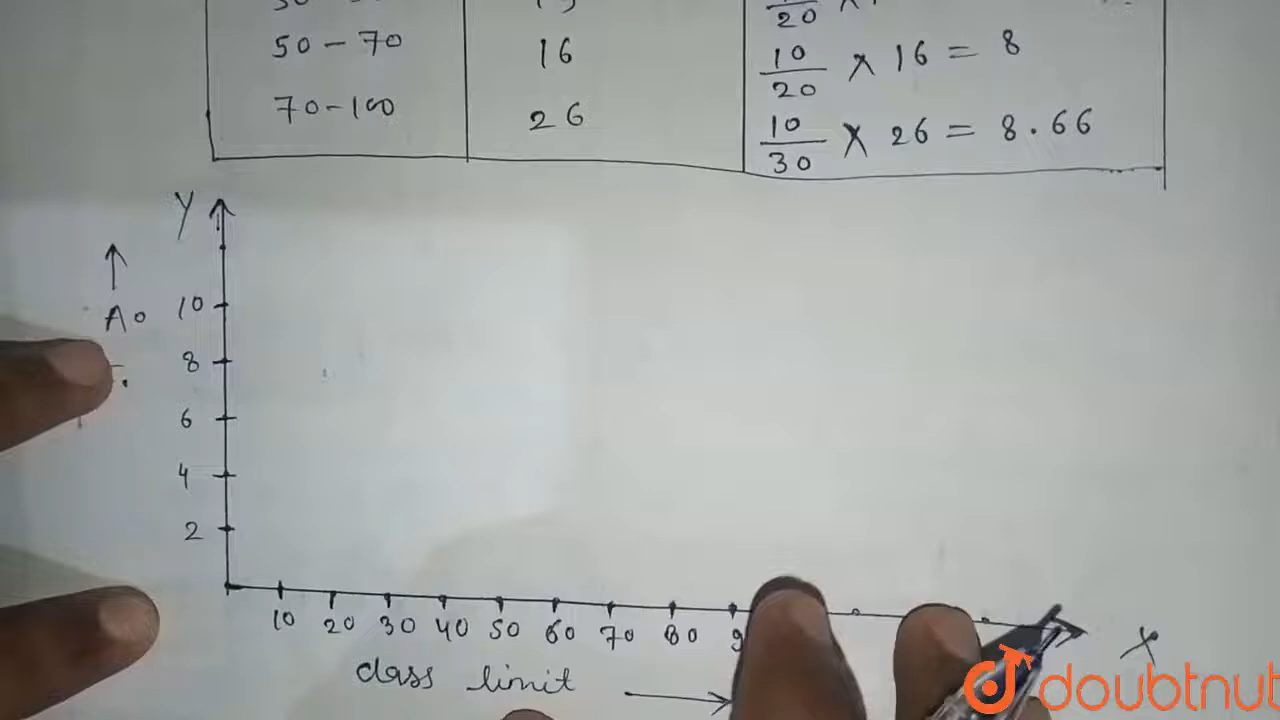 50 – 70 16 10/20 × 16 = 8
70 – 100 26 10/30 × 26 = 8.66
Y
10
8
6
4
2
10 20 30 40 50 60 70 80
X
class limit
doubtnut